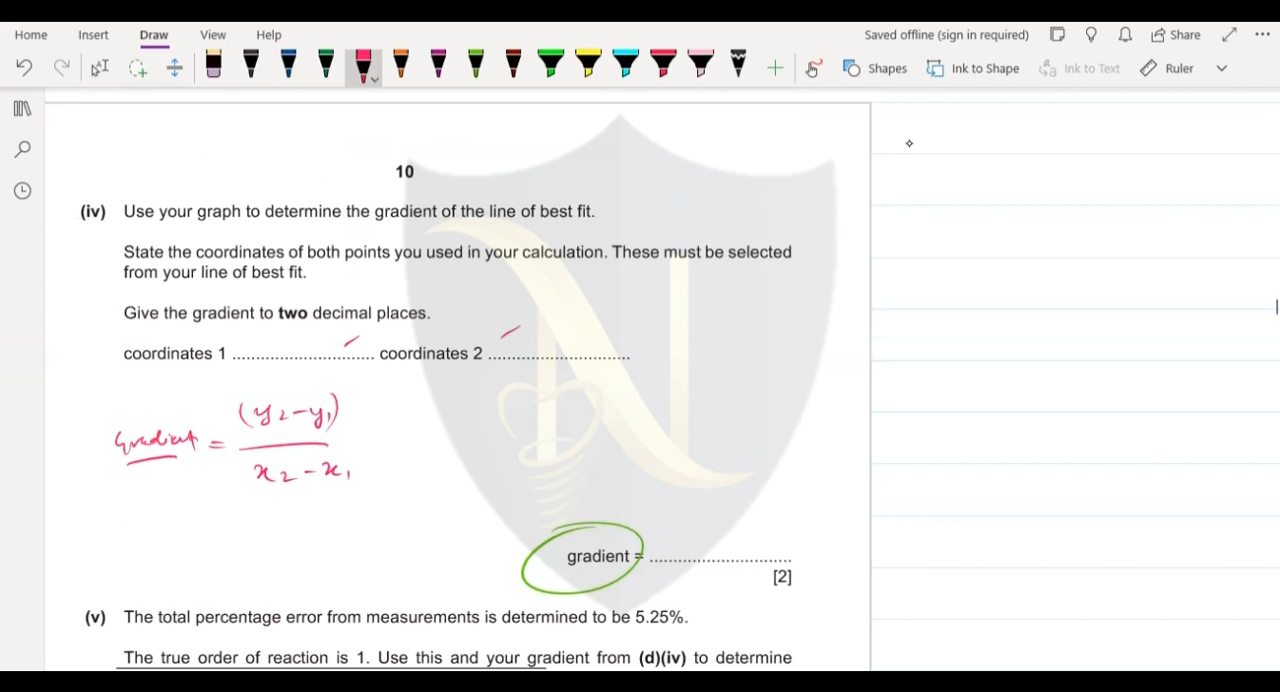 Home Insert Draw View Help Saved offline (sign in required) Share
Shapes Ink to Shape Ink to Text Ruler
10
(iv) Use your graph to determine the gradient of the line of best fit.
State the coordinates of both points you used in your calculation. These must be selected
from your line of best fit.
Give the gradient to two decimal places.
coordinates 1 .............................. coordinates 2 ..............................
Gradient = (y₂-y₁)
x₂-x₁
gradient = ..............................
[2]
(v) The total percentage error from measurements is determined to be 5.25%.
The true order of reaction is 1. Use this and your gradient from (d)(iv) to determine